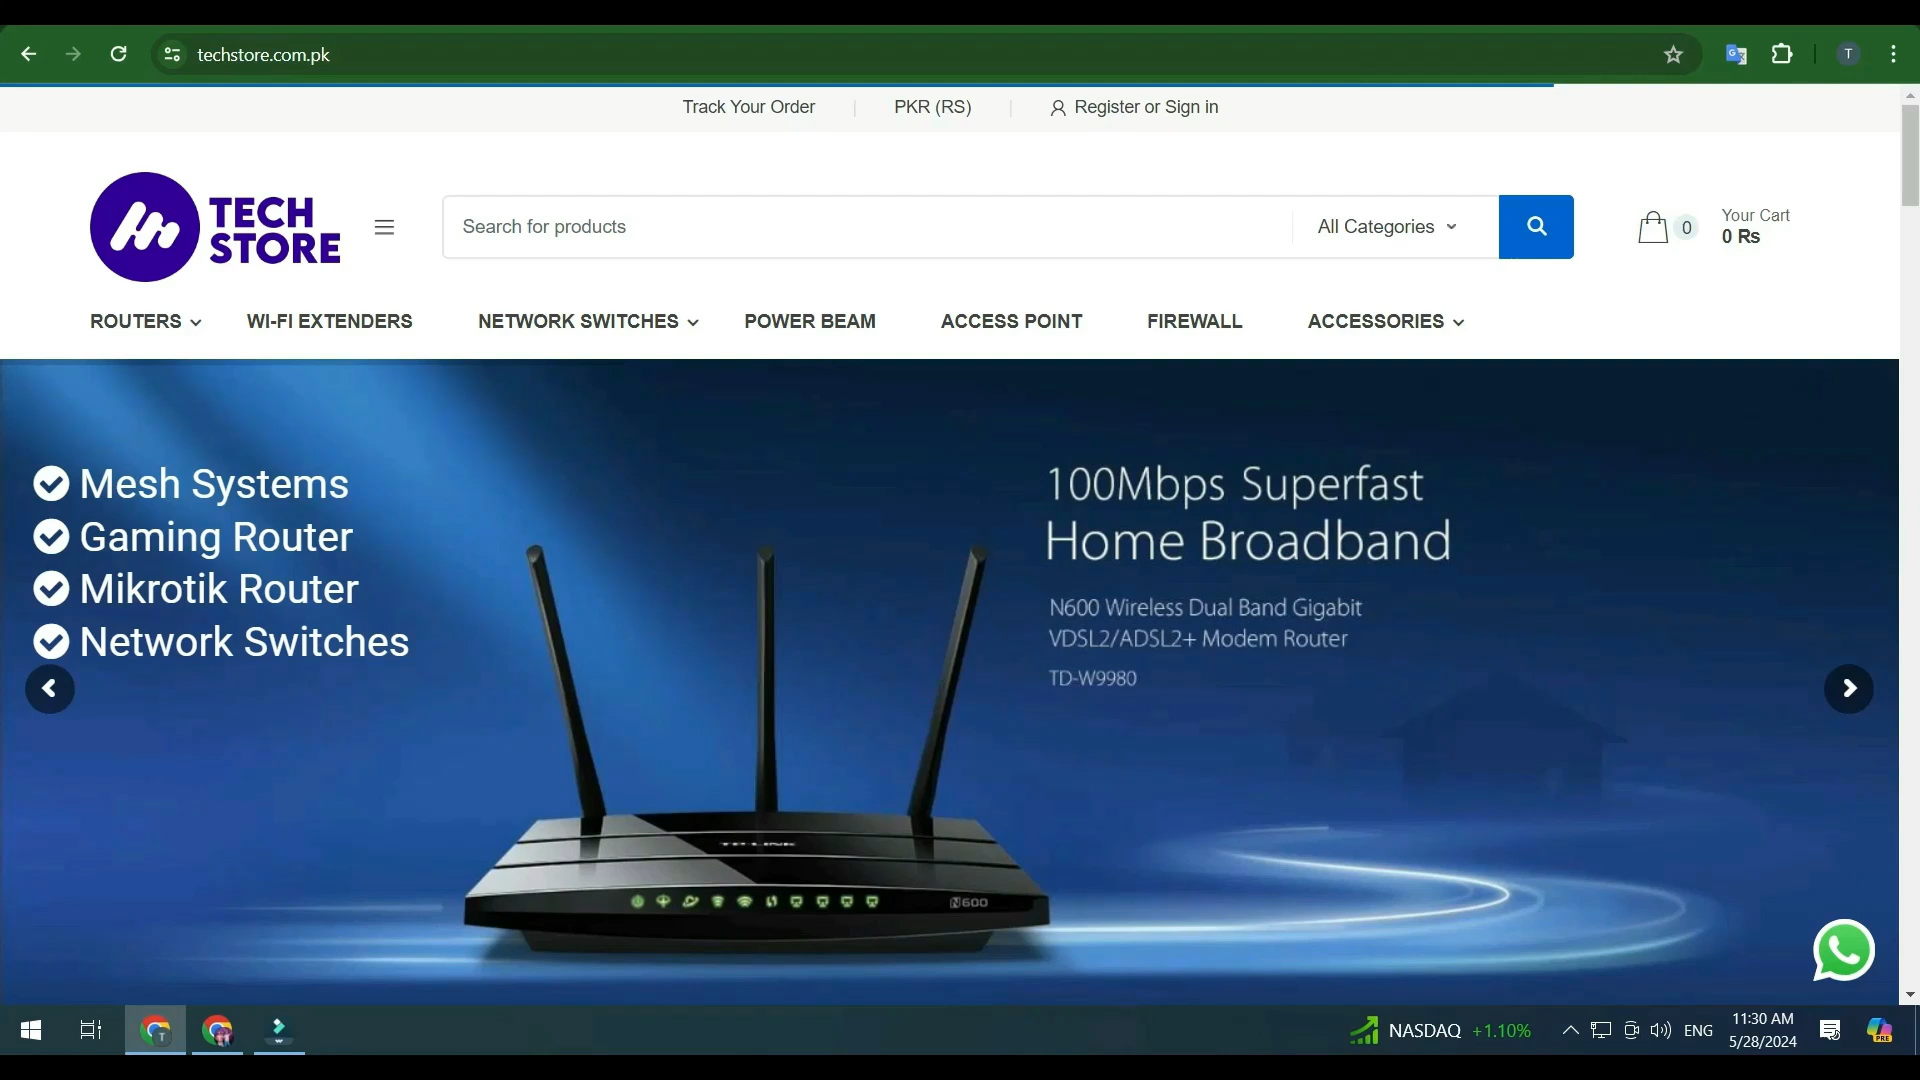 techstore.com.pk
T
Track Your Order
PKR (RS)
Register or Sign in
TECH
STORE
Search for products
All Categories
0
Your Cart
0 Rs
ROUTERS
WI-FI EXTENDERS
NETWORK SWITCHES
POWER BEAM
ACCESS POINT
FIREWALL
ACCESSORIES
Mesh Systems
Gaming Router
Mikrotik Router
Network Switches
100Mbps Superfast
Home Broadband
N600 Wireless Dual Band Gigabit
VDSL2/ADSL2+ Modem Router
TD-W9980
TP-LINK
N600
T
NASDAQ +1.10%
ENG
11:30 AM
5/28/2024
PRE